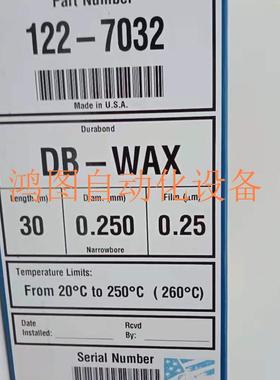 Part Number
122-7032
Made in U.S.A.
Durabond
DB-WAX
鸿图自动化设备
Length (m) Diam. (mm) Film (μm)
30 0.250 0.25
Narrowbore
Temperature Limits:
From 20°C to 250°C (260°C)
Date Installed: Rcvd By:
Serial Number